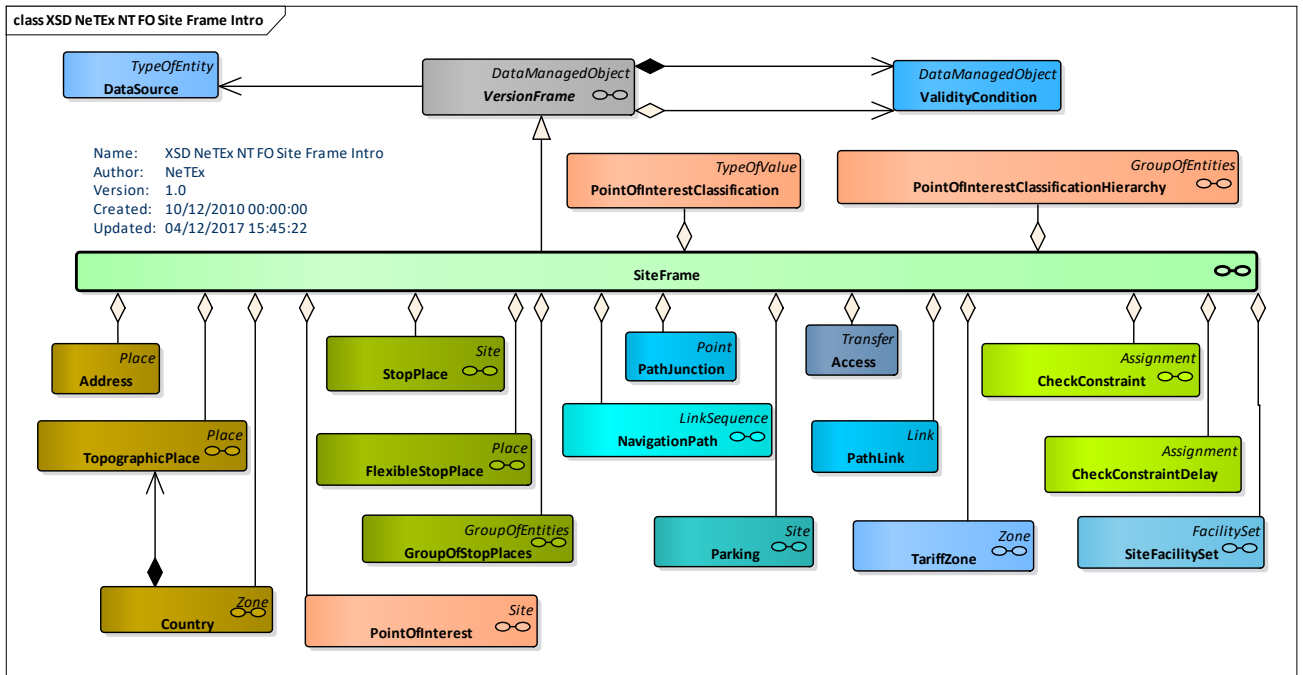 class XSD NeTEx NT FO Site Frame Intro
TypeOfEntity
DataSource
DataManagedObject
VersionFrame
DataManagedObject
ValidityCondition
Name: XSD NeTEx NT FO Site Frame Intro
Author: NeTEx
Version: 1.0
Created: 10/12/2010 00:00:00
Updated: 04/12/2017 15:45:22
TypeOfValue
PointOfInterestClassification
GroupOfEntities
PointOfInterestClassificationHierarchy
SiteFrame
Place
Address
Site
StopPlace
Point
PathJunction
Transfer
Access
Assignment
CheckConstraint
Place
TopographicPlace
Place
FlexibleStopPlace
LinkSequence
NavigationPath
Link
PathLink
Assignment
CheckConstraintDelay
GroupOfEntities
GroupOfStopPlaces
Site
Parking
Zone
TariffZone
FacilitySet
SiteFacilitySet
Zone
Country
Site
PointOfInterest